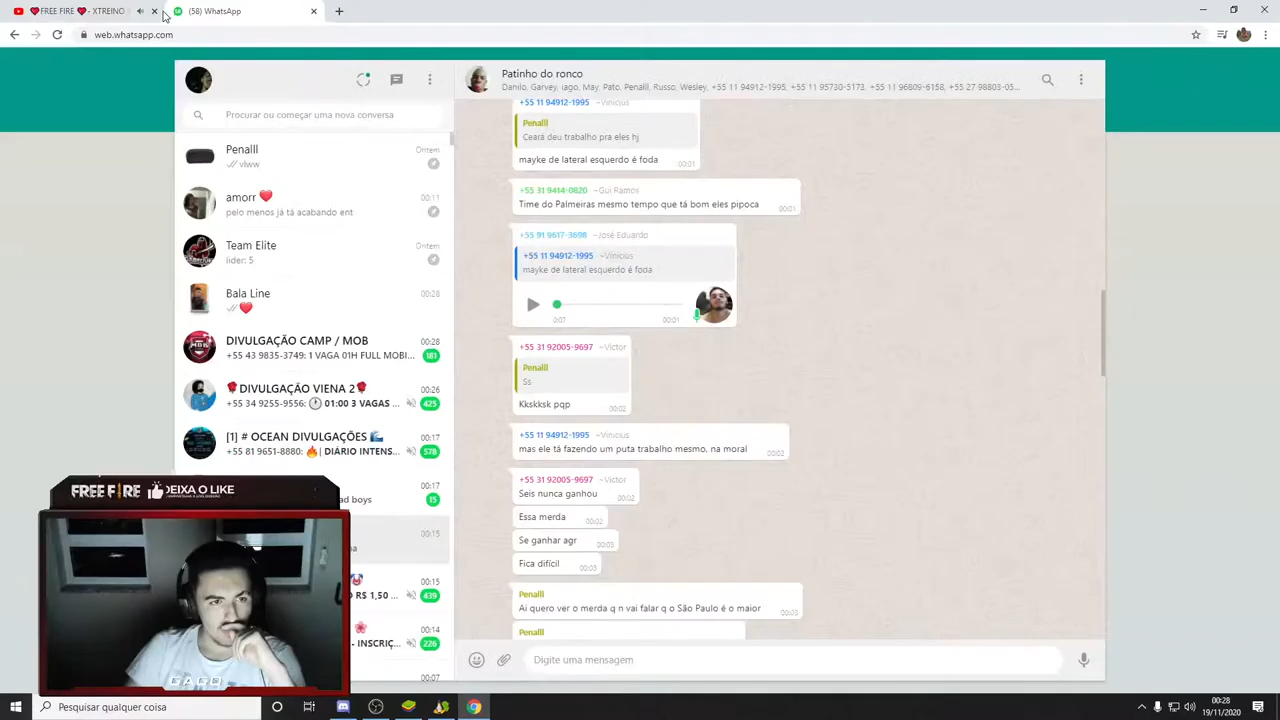 ❤️FREE FIRE ❤️ - XTREINO
(58) WhatsApp
web.whatsapp.com
Patinho do ronco
Danilo, Garvey, iago, May, Pato, Penalll, Russo, Wesley, +55 11 94912-1995, +55 11 95730-5173, +55 11 96809-6158, +55 27 98803-05...
Procurar ou começar uma nova conversa
Penalll
Ontem
vlww
amorr ❤️
00:11
pelo menos já tá acabando ent
Team Elite
Ontem
lider: 5
Bala Line
00:28
❤️
DIVULGAÇÃO CAMP / MOB
00:28
+55 43 9835-3749: 1 VAGA 01H FULL MOBI...
181
🌹DIVULGAÇÃO VIENA 2🌹
00:26
+55 34 9255-9556: 🕐 01:00 3 VAGAS ...
425
[1] # OCEAN DIVULGAÇÕES 🌊
00:17
+55 81 9651-8880: 🔥| DIÁRIO INTENS...
578
00:17
ad boys
15
00:15
00:15
R$ 1,50 ...
439
00:14
- INSCRIÇ...
226
00:07
+55 11 94912-1995 ~Vinicius
Penalll
Ceará deu trabalho pra eles hj
mayke de lateral esquerdo é foda
00:01
+55 31 9414-0820 ~Gui Ramos
Time do Palmeiras mesmo tempo que tá bom eles pipoca
00:01
+55 91 9617-3698 ~José Eduardo
+55 11 94912-1995 ~Vinicius
mayke de lateral esquerdo é foda
0:07
00:01
+55 31 92005-9697 ~Victor
Penalll
Ss
Kkskksk pqp
00:02
+55 11 94912-1995 ~Vinicius
mas ele tá fazendo um puta trabalho mesmo, na moral
00:02
+55 31 92005-9697 ~Victor
Seis nunca ganhou
00:02
Essa merda
00:02
Se ganhar agr
00:03
Fica difícil
00:03
Penalll
Ai quero ver o merda q n vai falar q o São Paulo é o maior
00:03
Penalll
Digite uma mensagem
FREE FIRE
DEIXA O LIKE
GAGO
Pesquisar qualquer coisa
00:28
19/11/2020